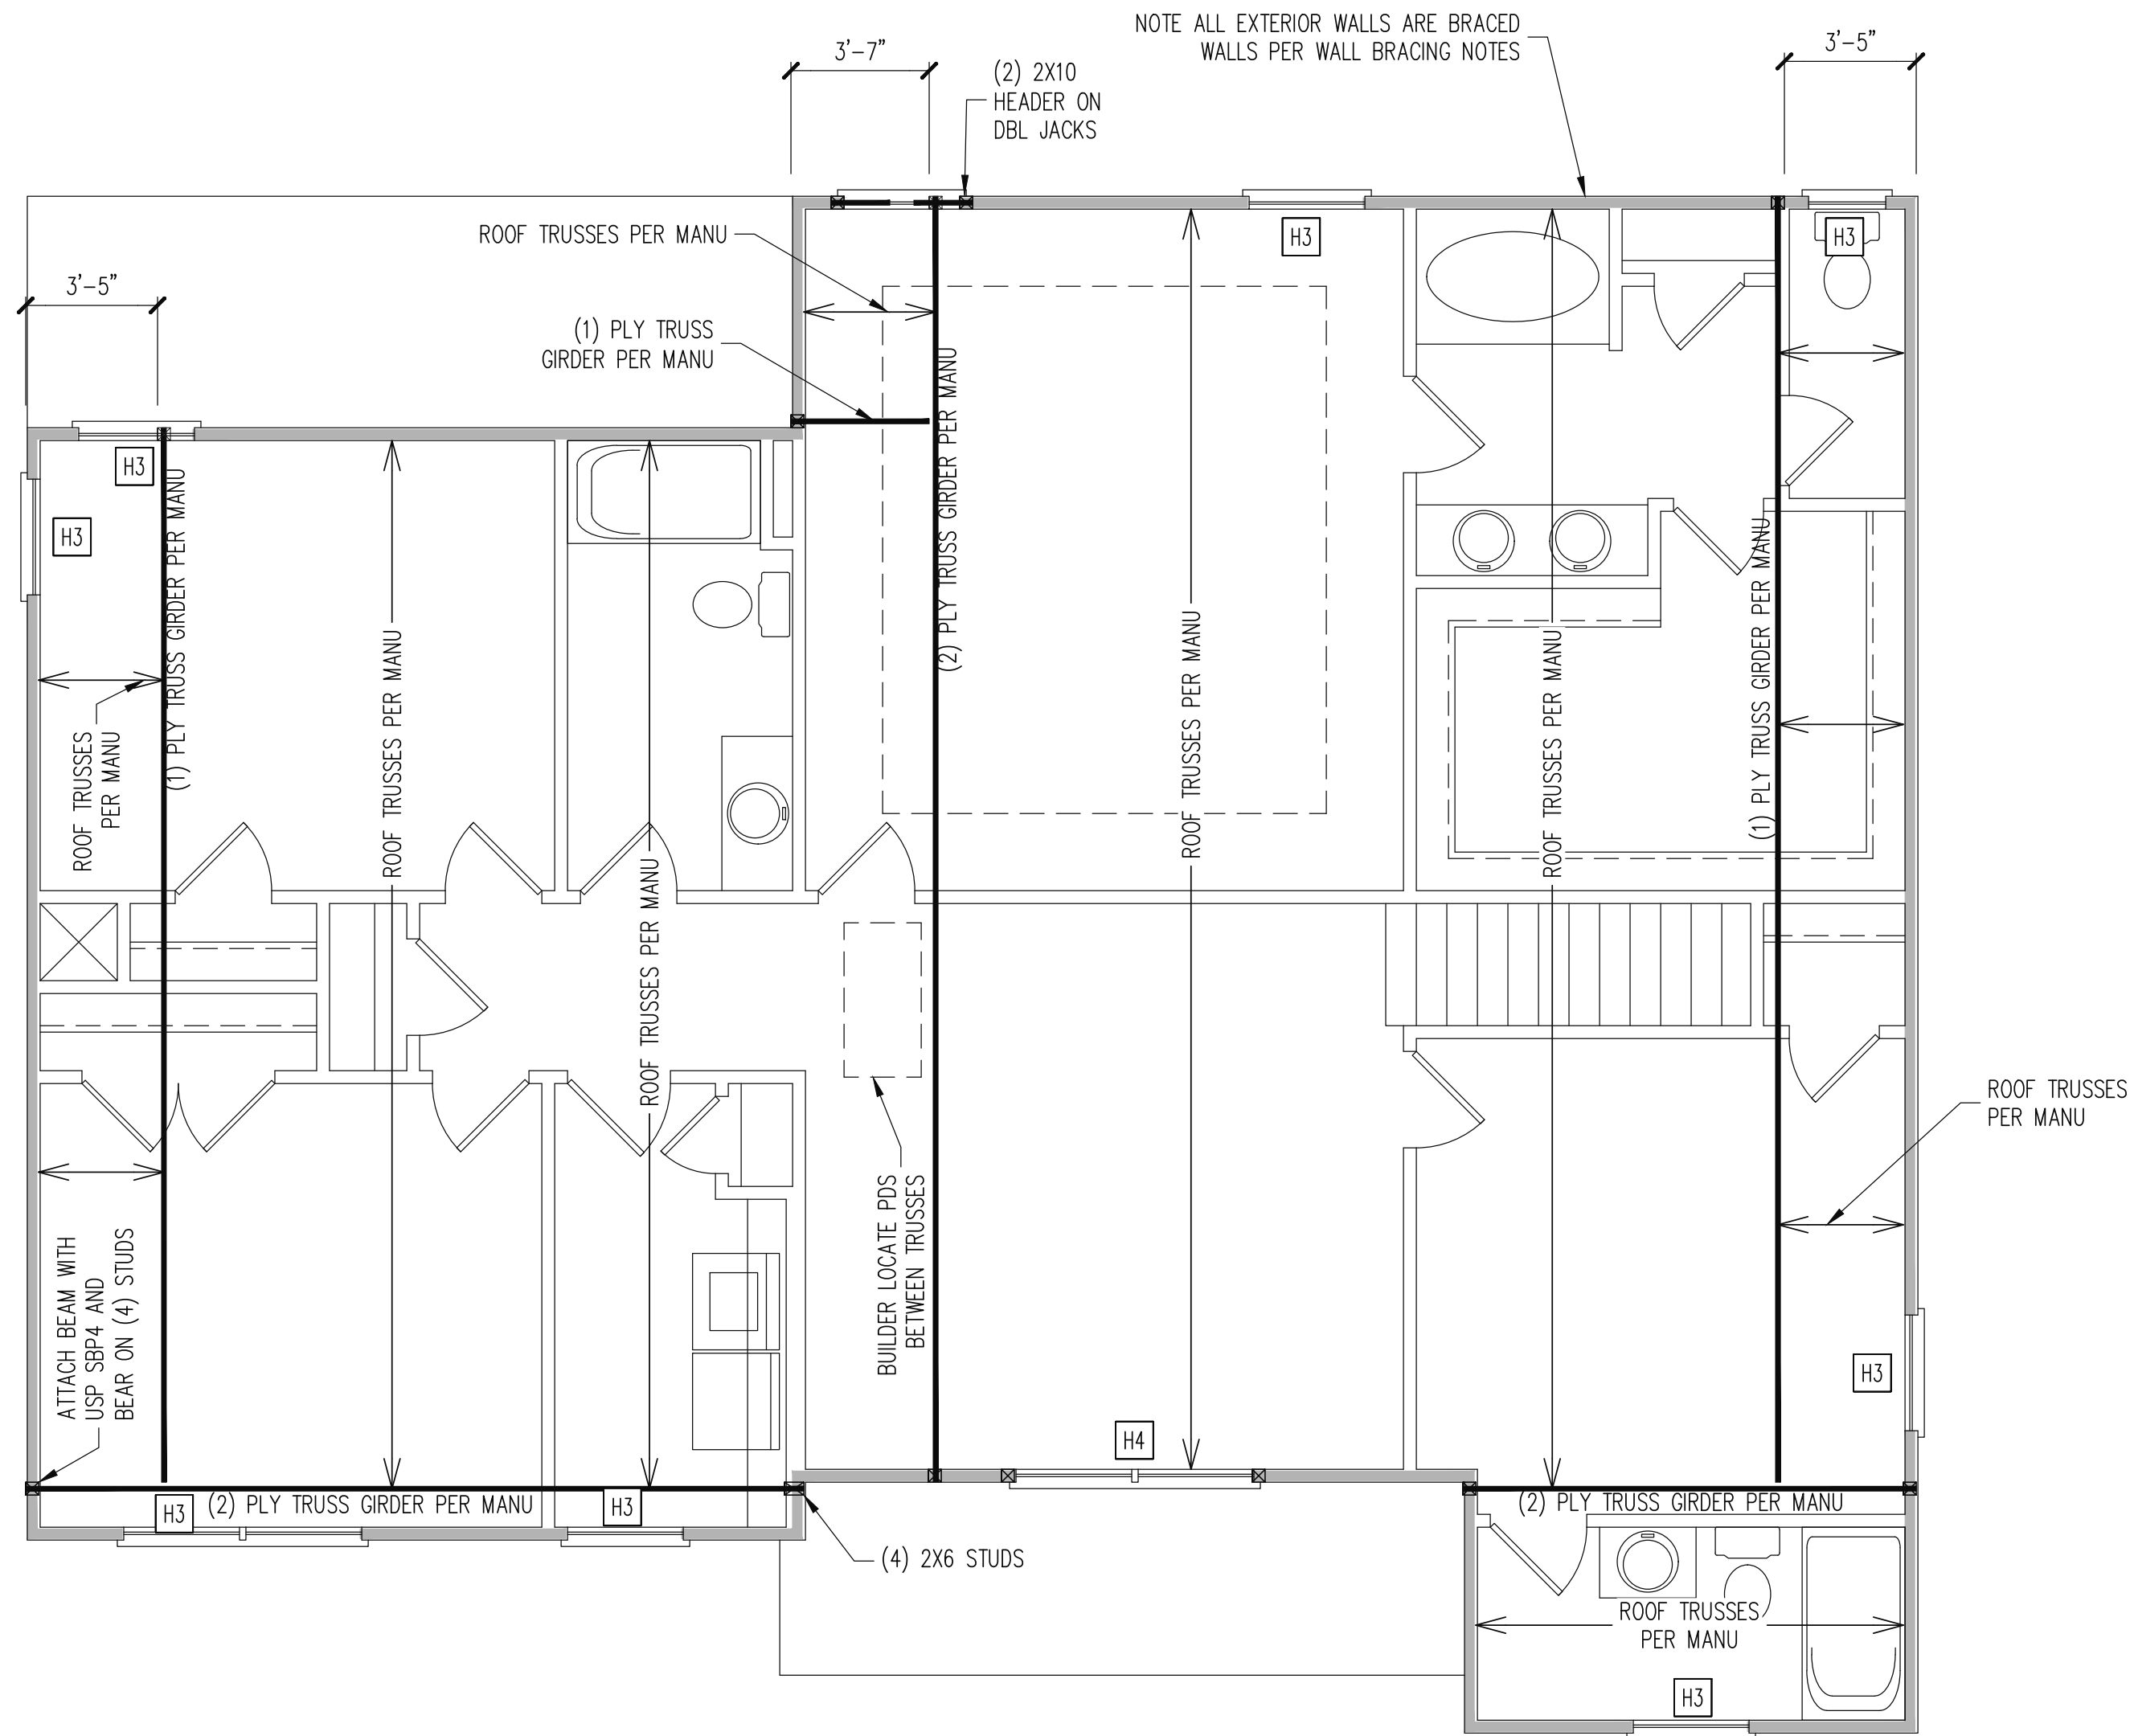 NOTE ALL EXTERIOR WALLS ARE BRACED
WALLS PER WALL BRACING NOTES
3'-7"
3'-5"
(2) 2X10
HEADER ON
DBL JACKS
ROOF TRUSSES PER MANU
3'-5"
(1) PLY TRUSS
GIRDER PER MANU
H3
H3
H3
H3
(1) PLY TRUSS GIRDER PER MANU
(2) PLY TRUSS GIRDER PER MANU
(1) PLY TRUSS GIRDER PER MANU
ROOF TRUSSES
PER MANU
ROOF TRUSSES PER MANU
ROOF TRUSSES PER MANU
ROOF TRUSSES PER MANU
ROOF TRUSSES PER MANU
ROOF TRUSSES
PER MANU
BUILDER LOCATE PDS
BETWEEN TRUSSES
ATTACH BEAM WITH
USP SBP4 AND
BEAR ON (4) STUDS
H3
H4
H3
(2) PLY TRUSS GIRDER PER MANU
H3
(2) PLY TRUSS GIRDER PER MANU
(4) 2X6 STUDS
ROOF TRUSSES
PER MANU
H3